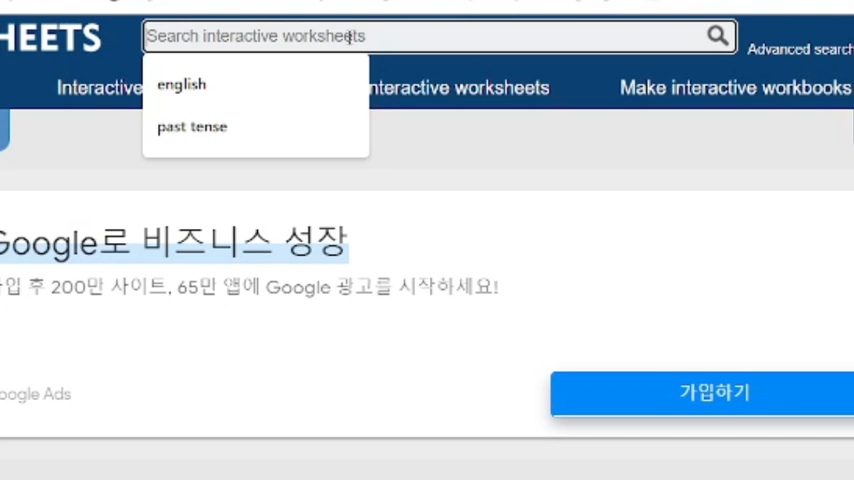 HEETS
Search interactive worksheets
Advanced search
Interactive
nteractive worksheets
Make interactive workbooks
english
past tense
Google로 비즈니스 성장
가입 후 200만 사이트, 65만 앱에 Google 광고를 시작하세요!
oogle Ads
가입하기